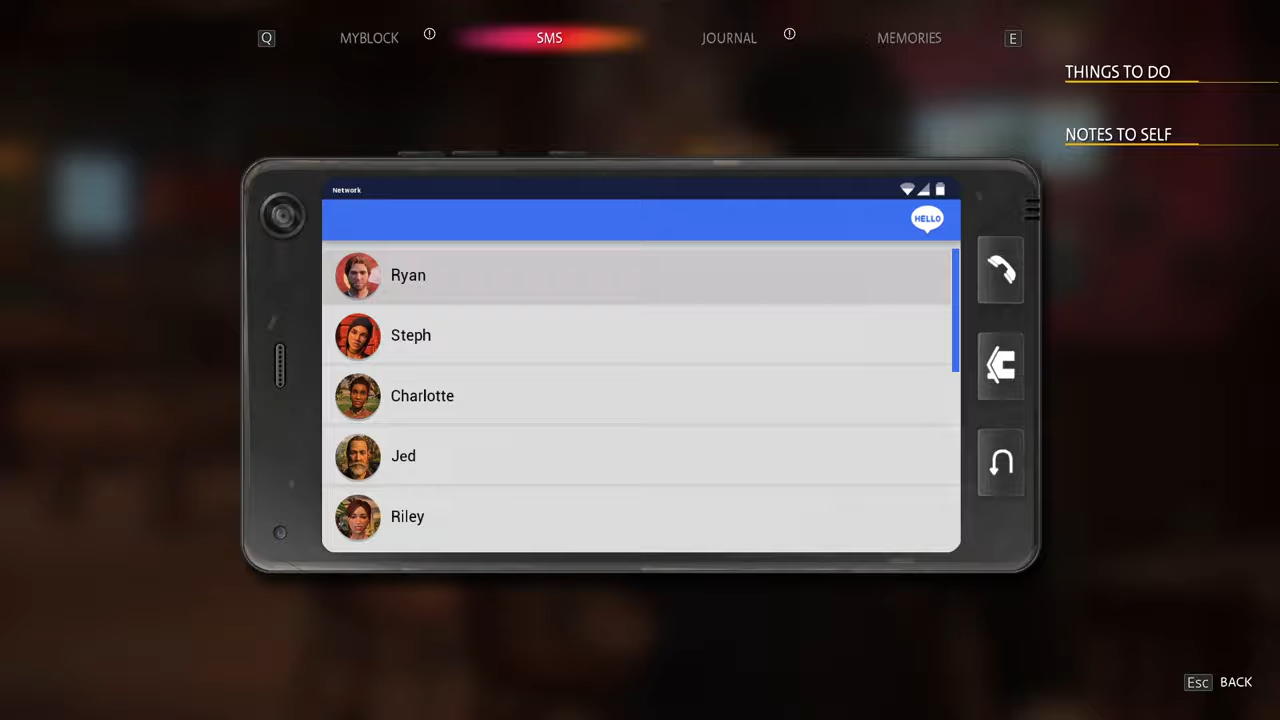 Q MYBLOCK SMS JOURNAL MEMORIES E
THINGS TO DO
NOTES TO SELF
Network
HELLO
Ryan
Steph
Charlotte
Jed
Riley
Esc BACK